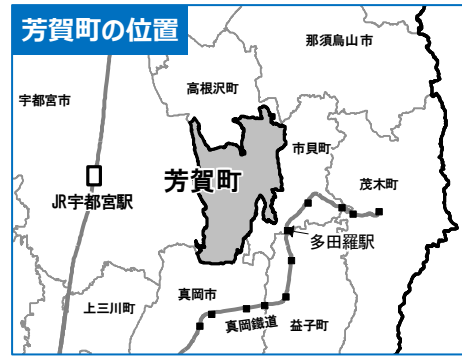 芳賀町の位置
那須烏山市
高根沢町
宇都宮市
市貝町
芳賀町
茂木町
JR宇都宮駅
多田羅駅
真岡市
上三川町
真岡鐵道
益子町